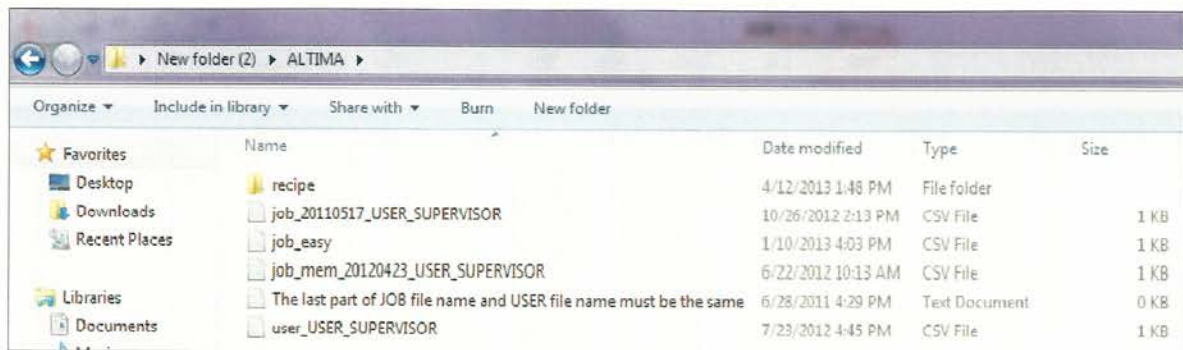 New folder (2) ▸ ALTIMA ▸
Organize Include in library Share with Burn New folder
Favorites Name Date modified Type Size
Desktop recipe 4/12/2013 1:48 PM File folder
Downloads job_20110517_USER_SUPERVISOR 10/26/2012 2:13 PM CSV File 1 KB
Recent Places job_easy 1/10/2013 4:03 PM CSV File 1 KB
job_mem_20120423_USER_SUPERVISOR 6/22/2012 10:13 AM CSV File 1 KB
Libraries The last part of JOB file name and USER file name must be the same 6/28/2011 4:29 PM Text Document 0 KB
Documents user_USER_SUPERVISOR 7/23/2012 4:45 PM CSV File 1 KB